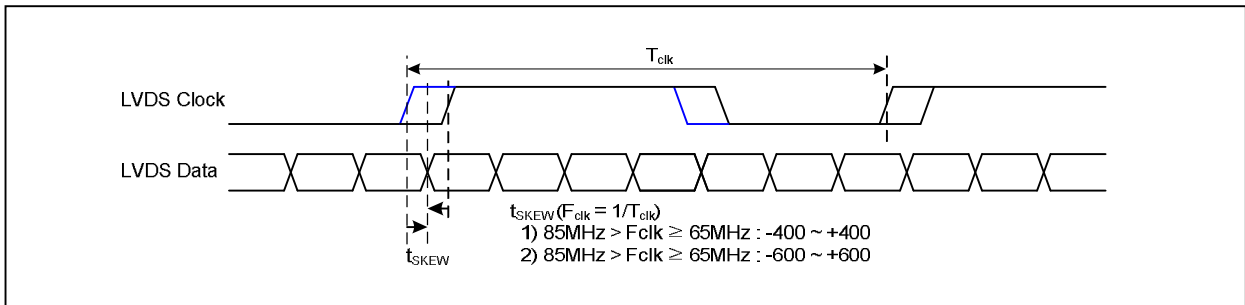 T_clk
LVDS Clock
LVDS Data
t_SKEW (F_clk = 1/T_clk)
1) 85MHz > Fclk ≥ 65MHz : -400 ~ +400
2) 85MHz > Fclk ≥ 65MHz : -600 ~ +600
t_SKEW